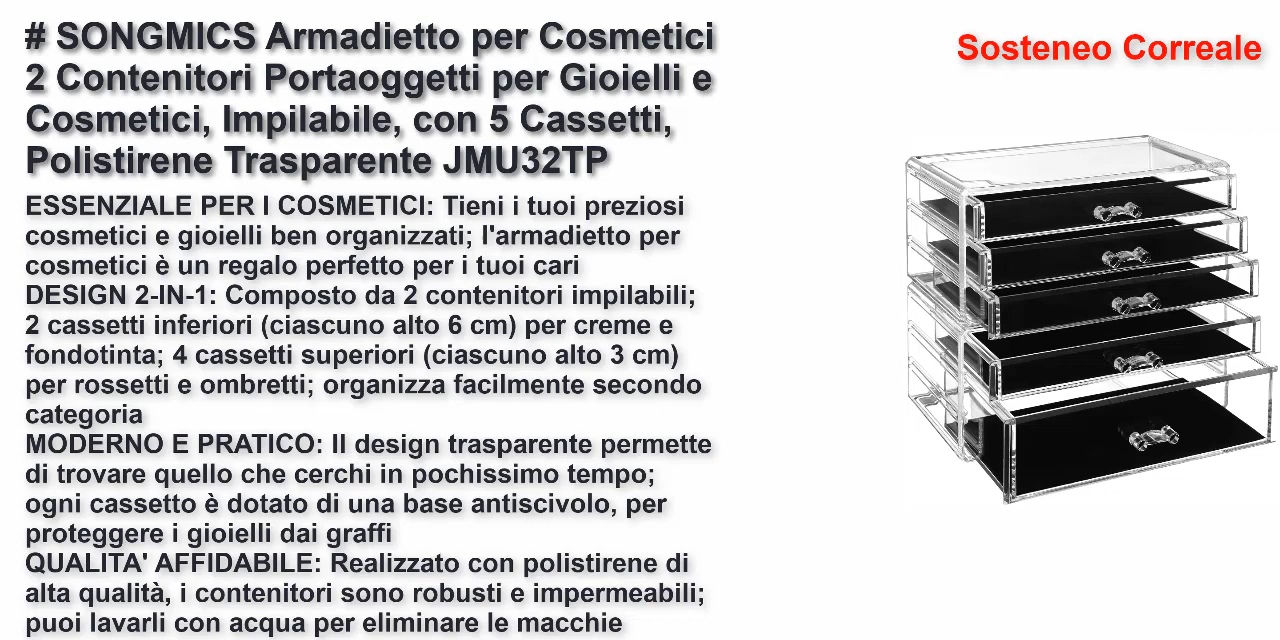 # SONGMICS Armadietto per Cosmetici
2 Contenitori Portaoggetti per Gioielli e
Cosmetici, Impilabile, con 5 Cassetti,
Polistirene Trasparente JMU32TP
Sosteneo Correale
ESSENZIALE PER I COSMETICI: Tieni i tuoi preziosi
cosmetici e gioielli ben organizzati; l'armadietto per
cosmetici è un regalo perfetto per i tuoi cari
DESIGN 2-IN-1: Composto da 2 contenitori impilabili;
2 cassetti inferiori (ciascuno alto 6 cm) per creme e
fondotinta; 4 cassetti superiori (ciascuno alto 3 cm)
per rossetti e ombretti; organizza facilmente secondo
categoria
MODERNO E PRATICO: Il design trasparente permette
di trovare quello che cerchi in pochissimo tempo;
ogni cassetto è dotato di una base antiscivolo, per
proteggere i gioielli dai graffi
QUALITA' AFFIDABILE: Realizzato con polistirene di
alta qualità, i contenitori sono robusti e impermeabili;
puoi lavarli con acqua per eliminare le macchie